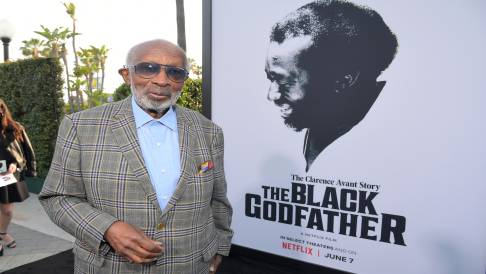 The Clarence Avant Story
THE BLACK
GODFATHER
A NETFLIX FILM
IN SELECT THEATERS AND ON
NETFLIX | JUNE 7